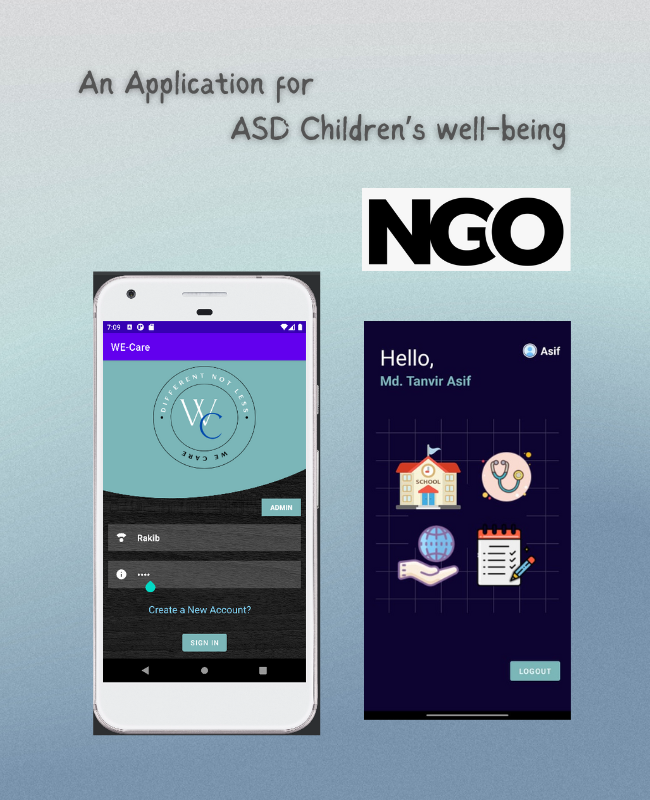 An Application for
ASD Children's well-being
NGO
7:09
WE-Care
DIFFERENT NOT LESS
WC
WE CARE
ADMIN
Rakib
••••
Create a New Account?
SIGN IN
Hello,
Asif
Md. Tanvir Asif
SCHOOL
LOGOUT